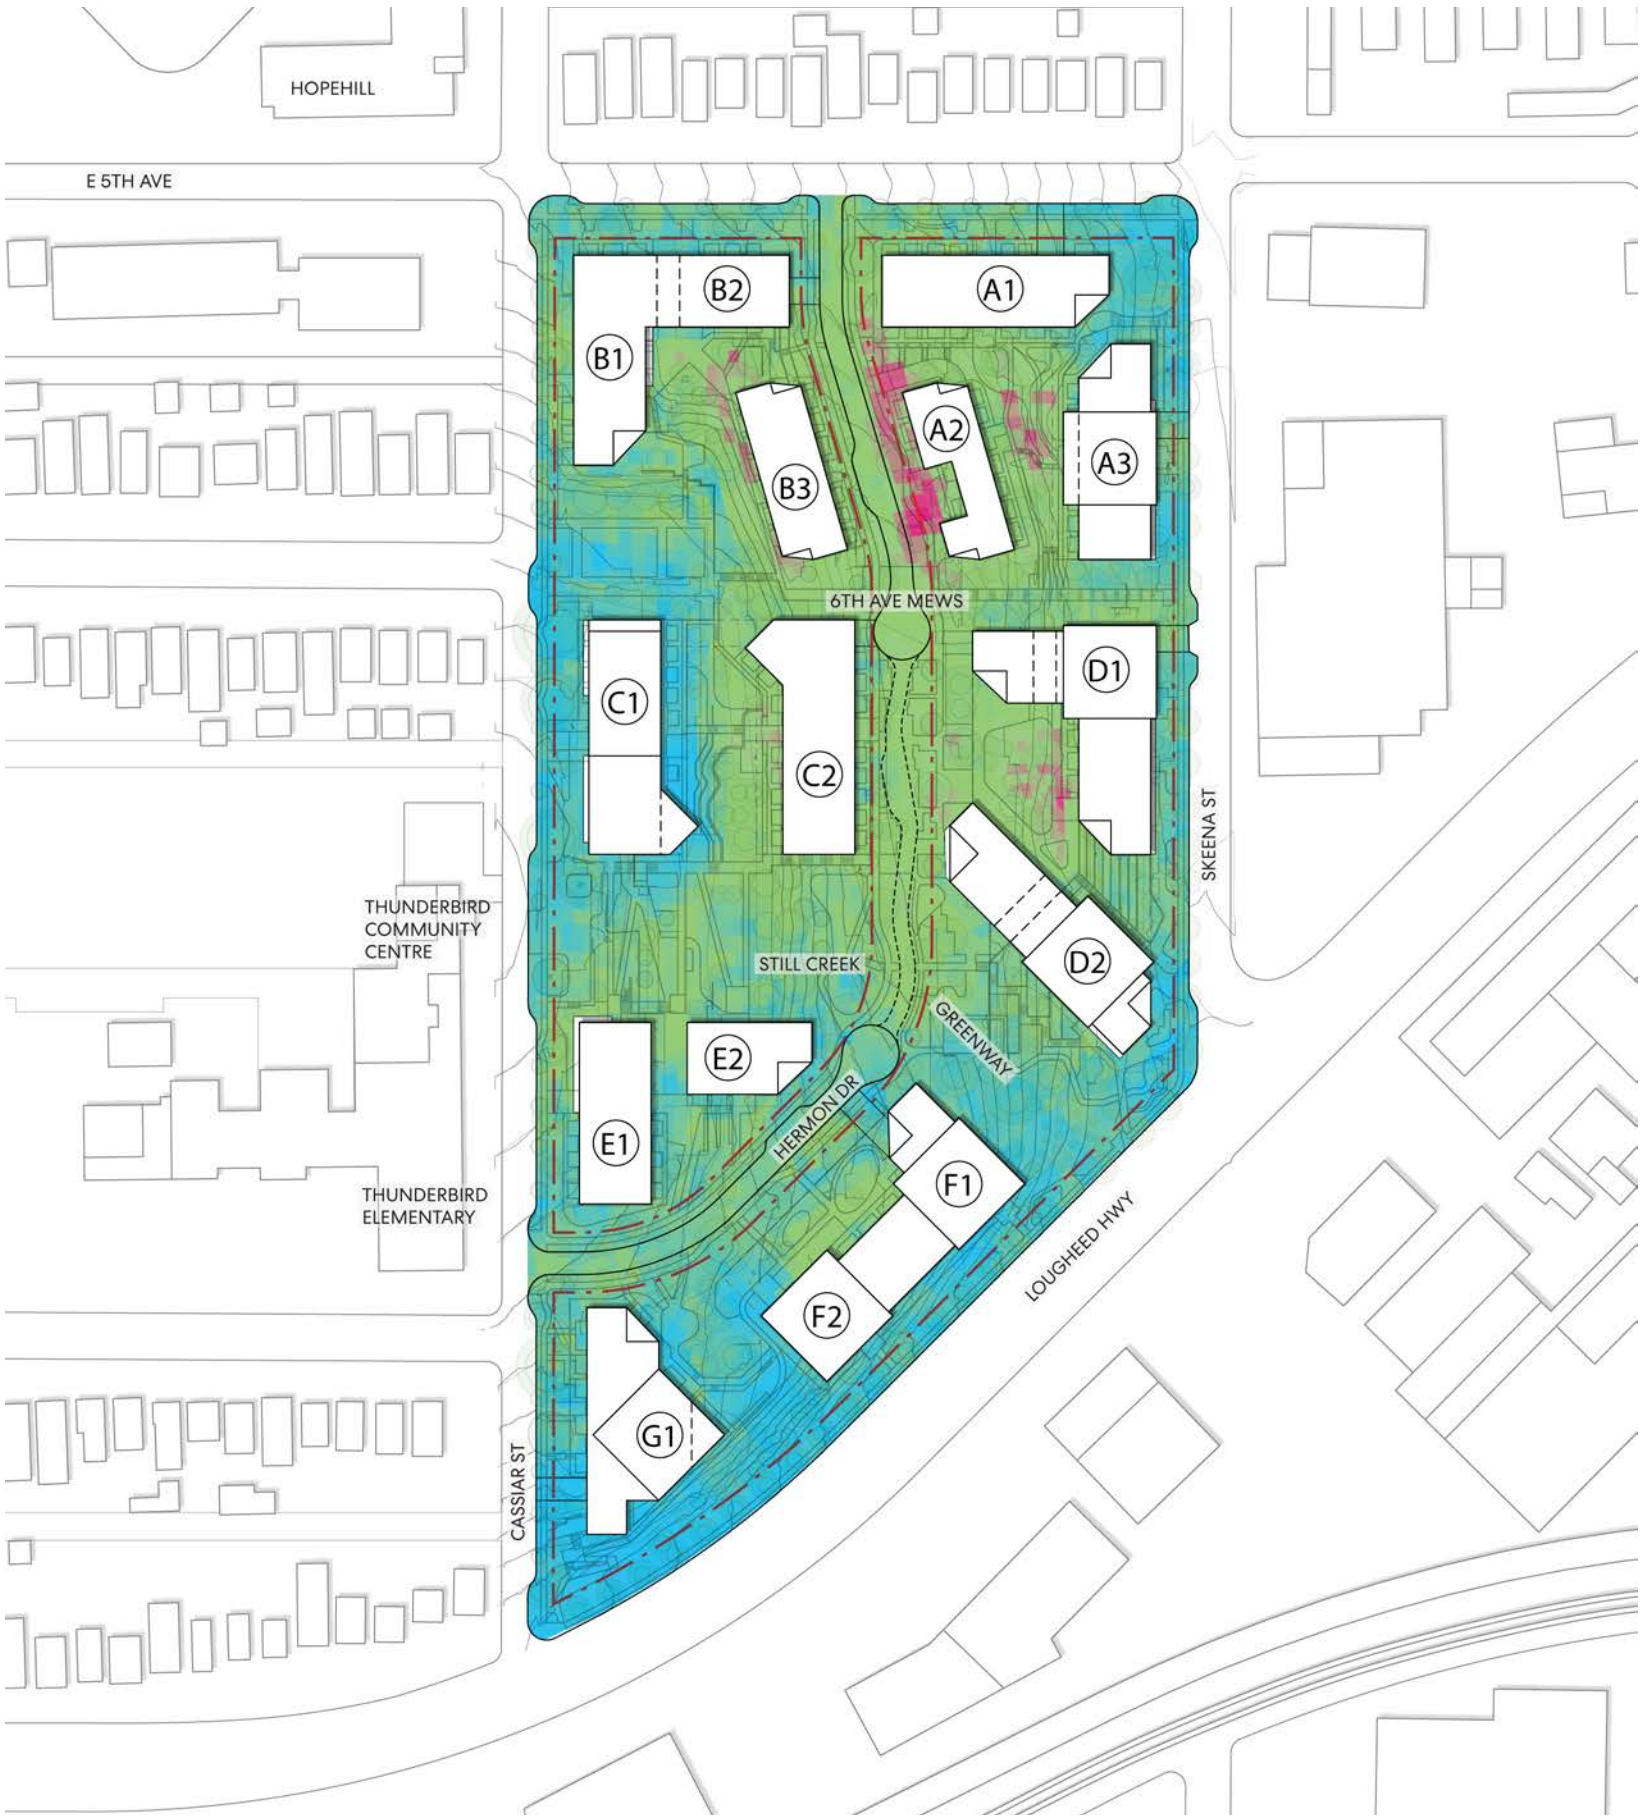 HOPEHILL
E 5TH AVE
B2
A1
B1
A2
A3
B3
6TH AVE MEWS
D1
C1
C2
SKEENA ST
THUNDERBIRD
COMMUNITY
CENTRE
STILL CREEK
D2
GREENWAY
E2
HERMON DR
E1
F1
THUNDERBIRD
ELEMENTARY
LOUGHEED HWY
F2
G1
CASSIAR ST